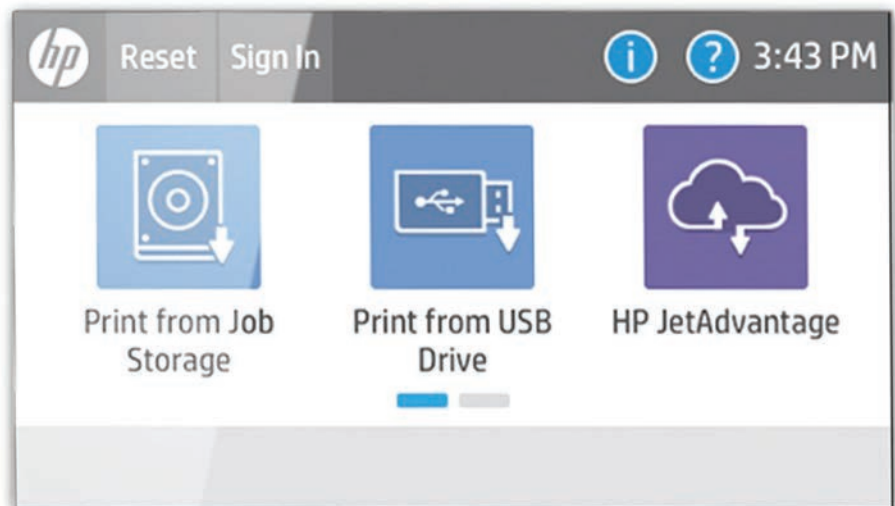 hp Reset Sign In i ? 3:43 PM
Print from Job Print from USB HP JetAdvantage
Storage Drive